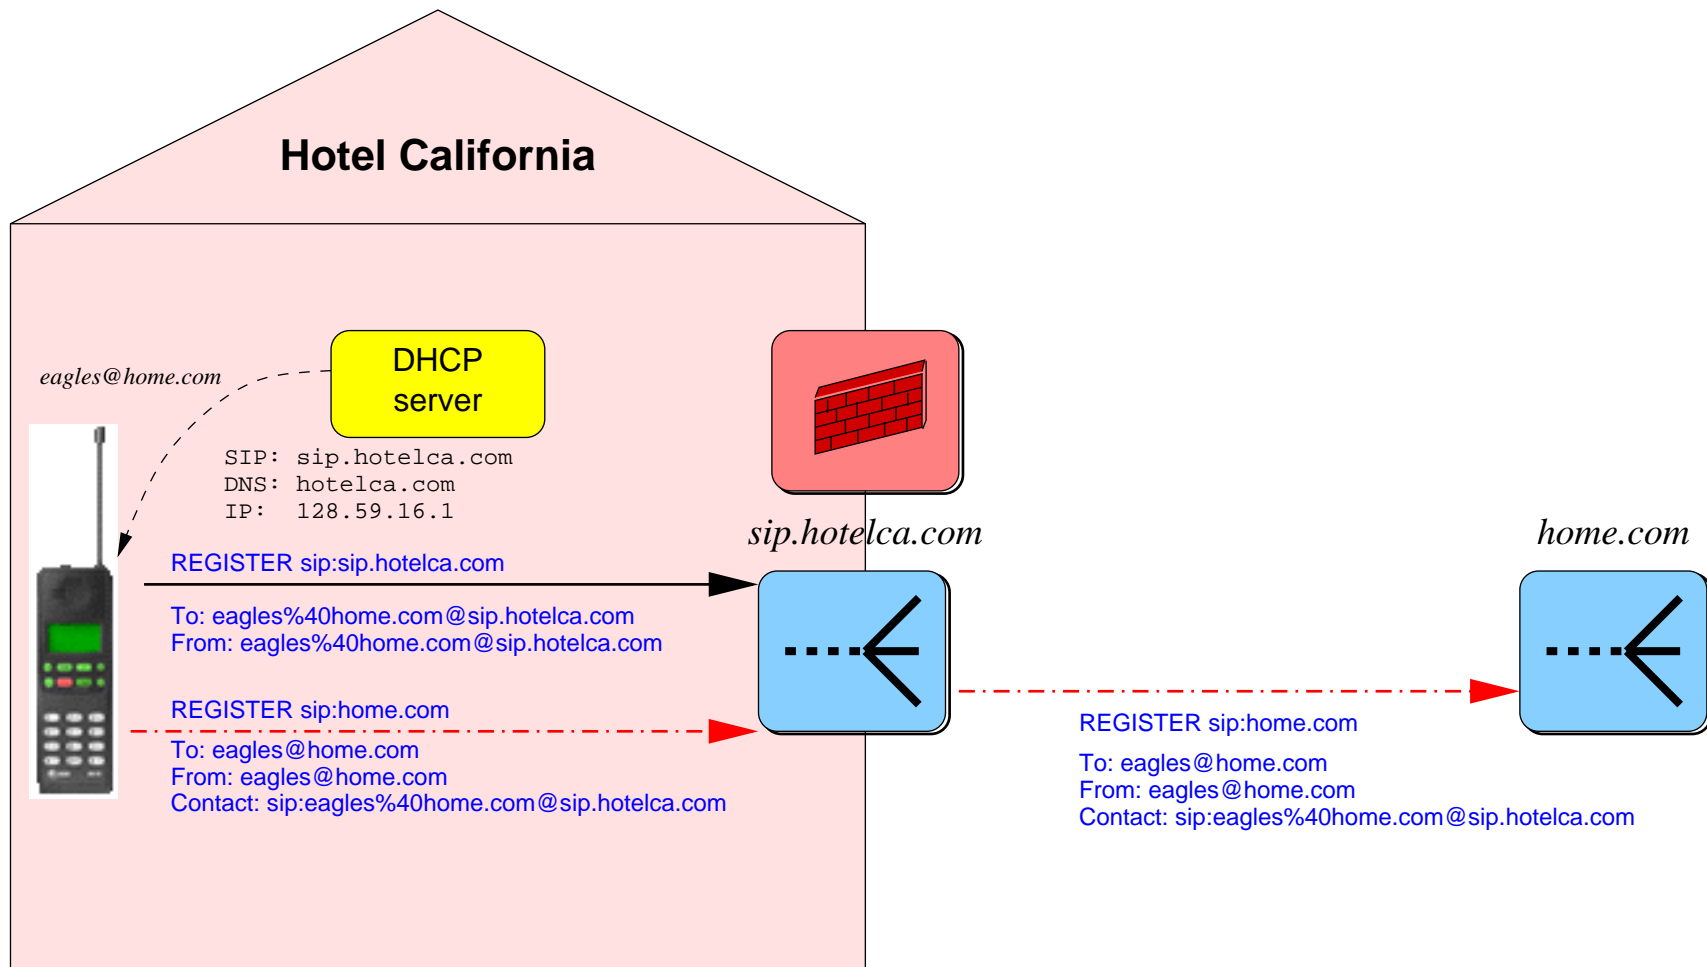 Hotel California
eagles@home.com
DHCP
server
SIP: sip.hotelca.com
DNS: hotelca.com
IP:  128.59.16.1
sip.hotelca.com
home.com
REGISTER sip:sip.hotelca.com
To: eagles%40home.com@sip.hotelca.com
From: eagles%40home.com@sip.hotelca.com
REGISTER sip:home.com
To: eagles@home.com
From: eagles@home.com
Contact: sip:eagles%40home.com@sip.hotelca.com
REGISTER sip:home.com
To: eagles@home.com
From: eagles@home.com
Contact: sip:eagles%40home.com@sip.hotelca.com